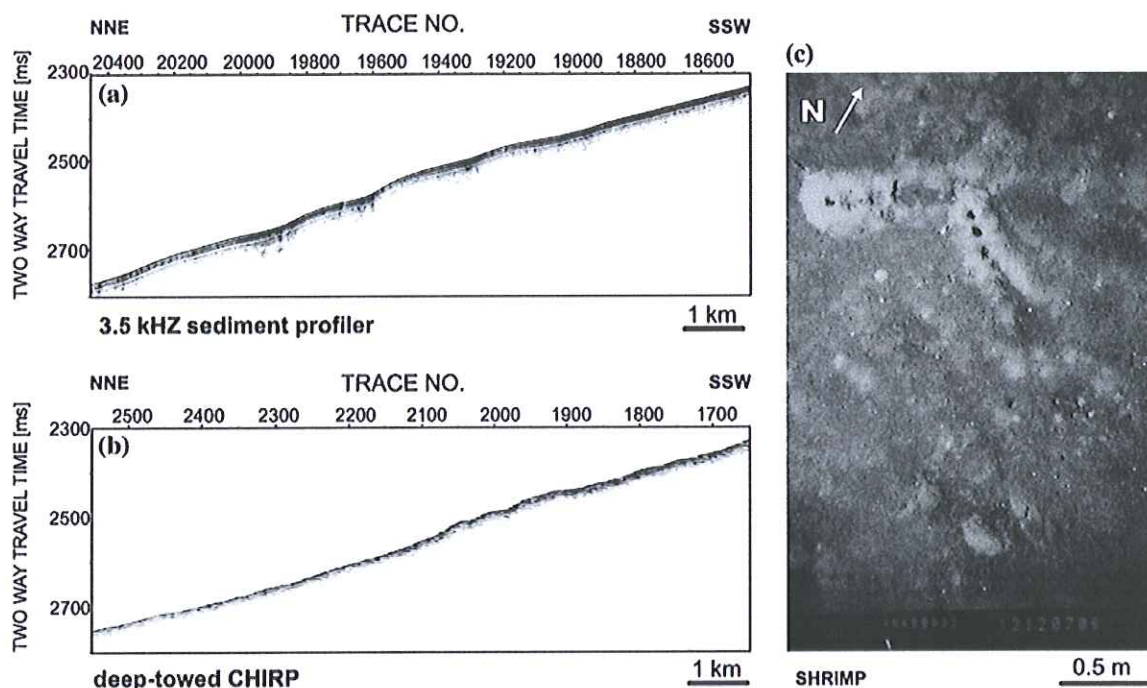 NNE TRACE NO. SSW
20400 20200 20000 19800 19600 19400 19200 19000 18800 18600
TWO WAY TRAVEL TIME [ms]
2300
2500
2700
(a)
3.5 kHZ sediment profiler
1 km
NNE TRACE NO. SSW
2500 2400 2300 2200 2100 2000 1900 1800 1700
TWO WAY TRAVEL TIME [ms]
2300
2500
2700
(b)
deep-towed CHIRP
1 km
(c)
N
SHRIMP
0.5 m